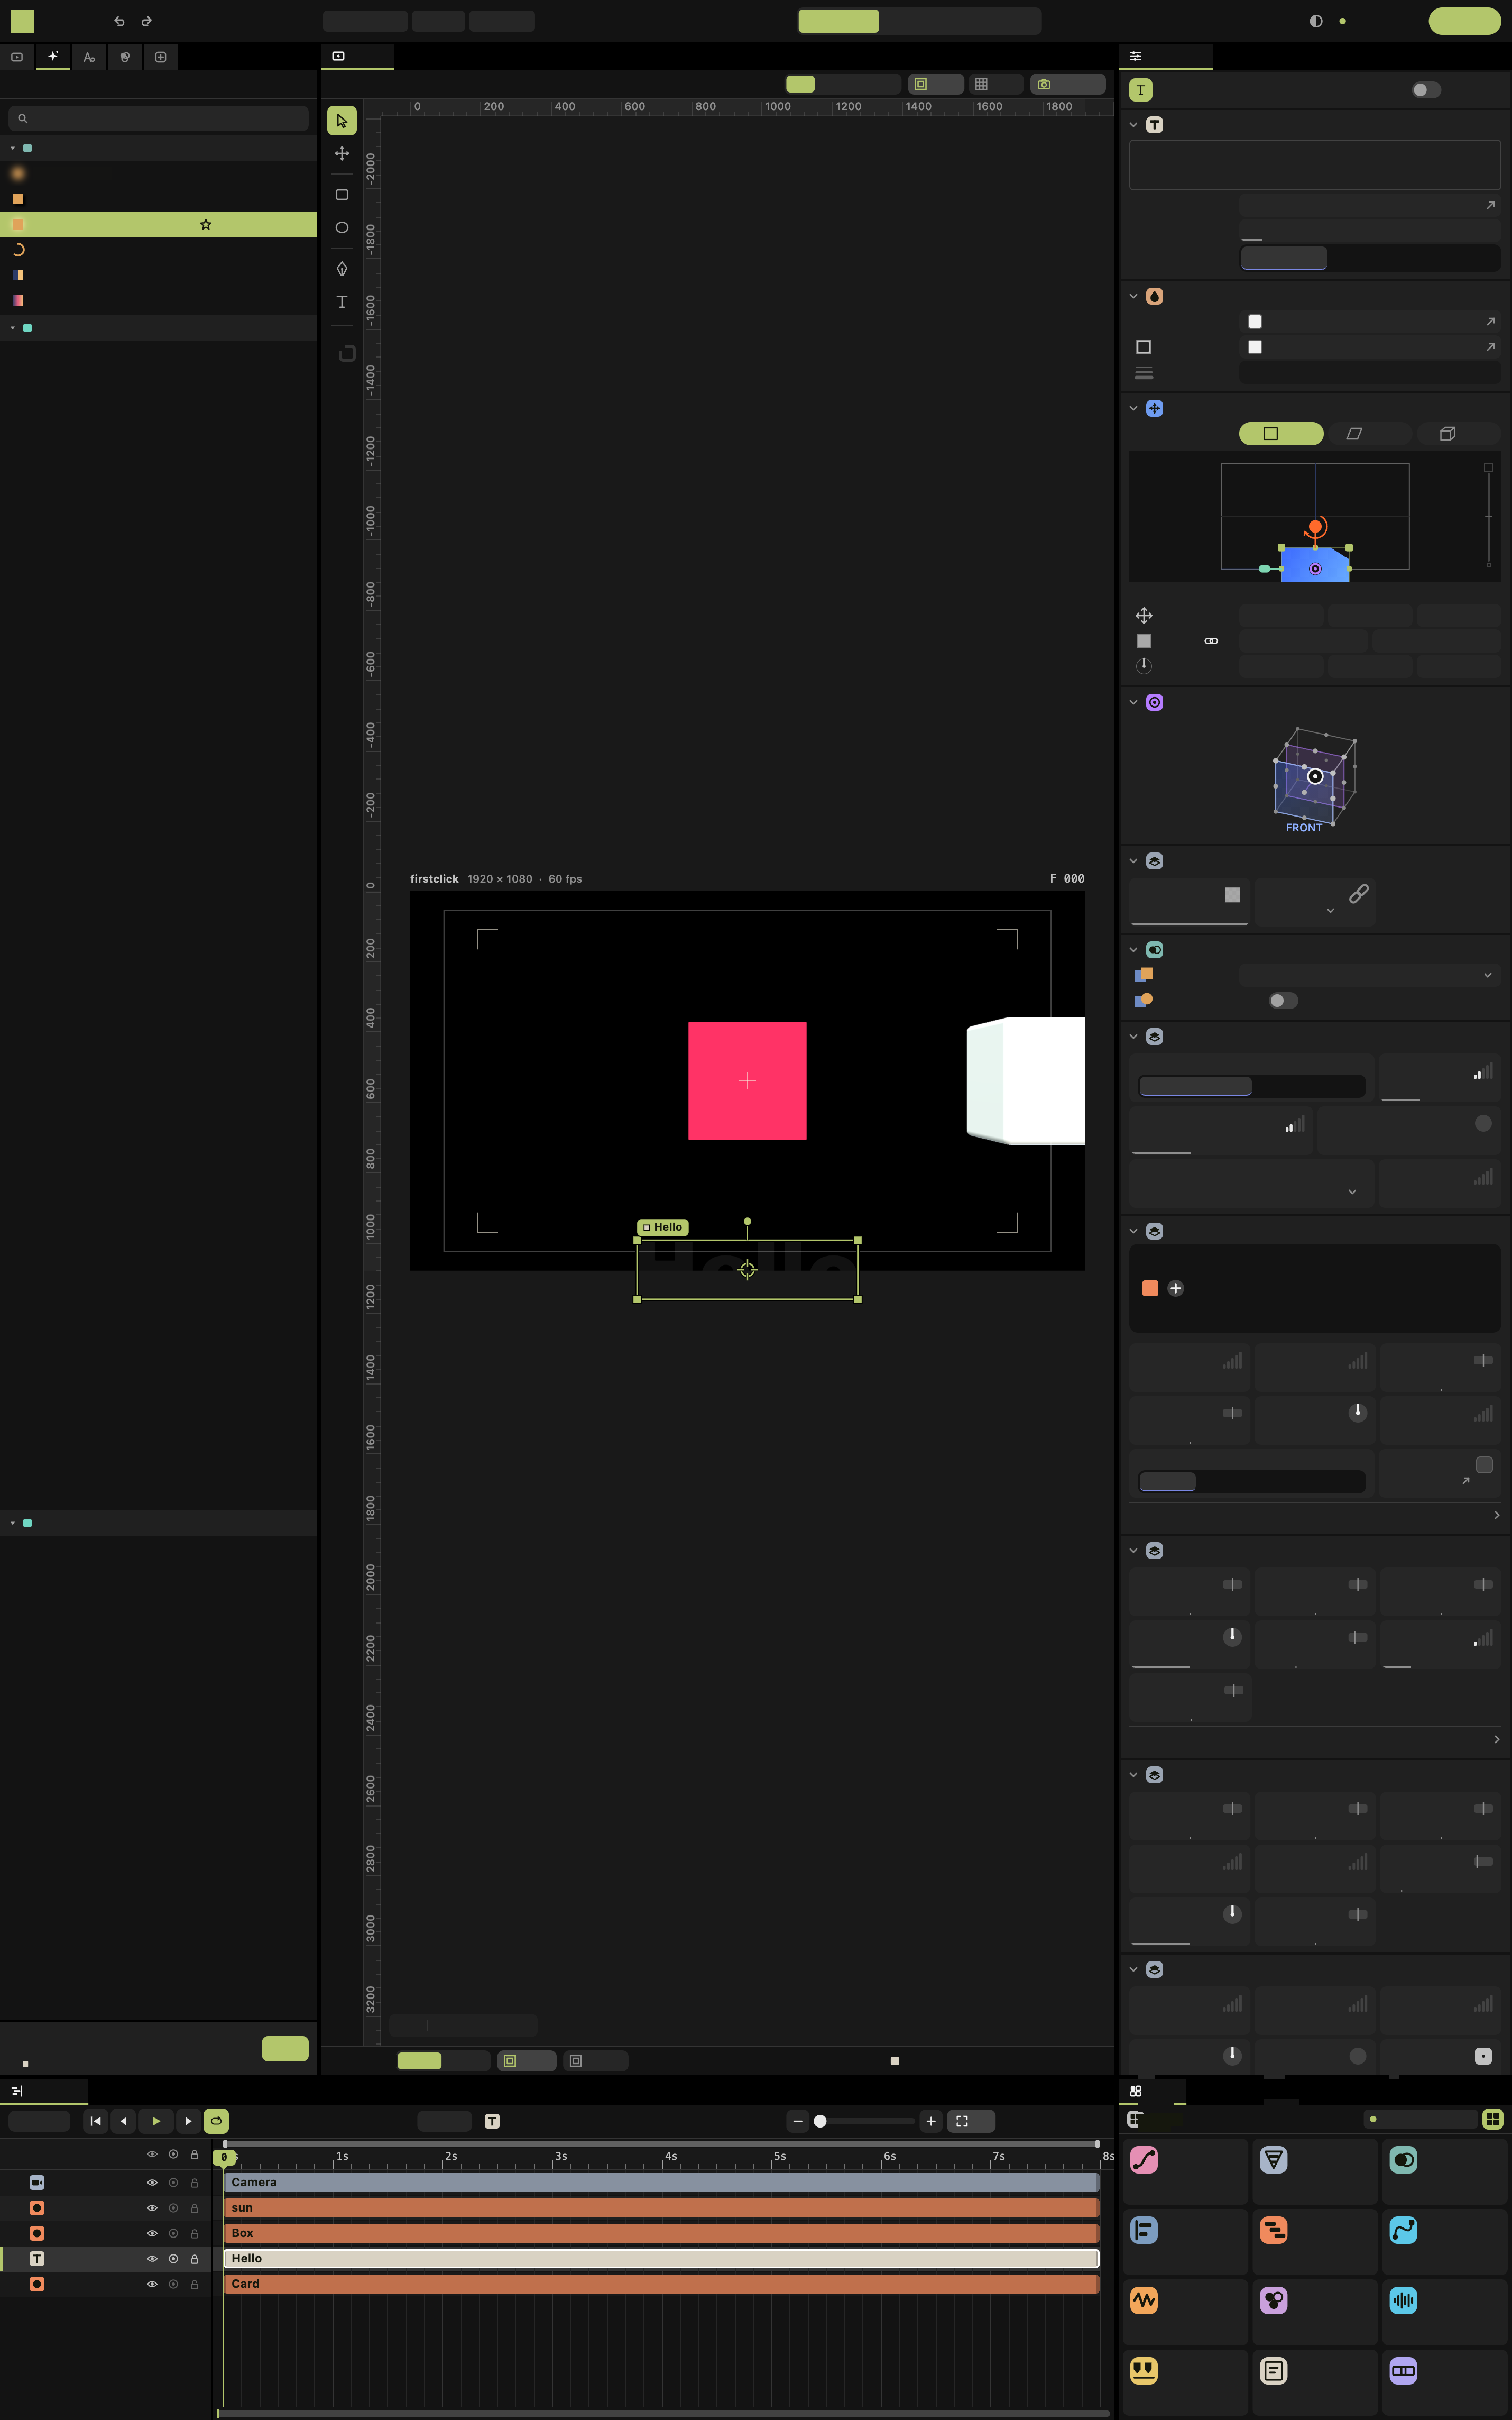 0 200 400 600 800 1000 1200 1400 1600 1800
-2000
-1800
-1600
-1400
-1200
-1000
-800
-600
-400
-200
0
200
400
600
800
1000
1200
1400
1600
1800
2000
2200
2400
2600
2800
3000
3200
FRONT
firstclick 1920 × 1080 · 60 fps F 000
Hello
Hello
0 1s 2s 3s 4s 5s 6s 7s 8s
Camera
sun
Box
Hello
Card